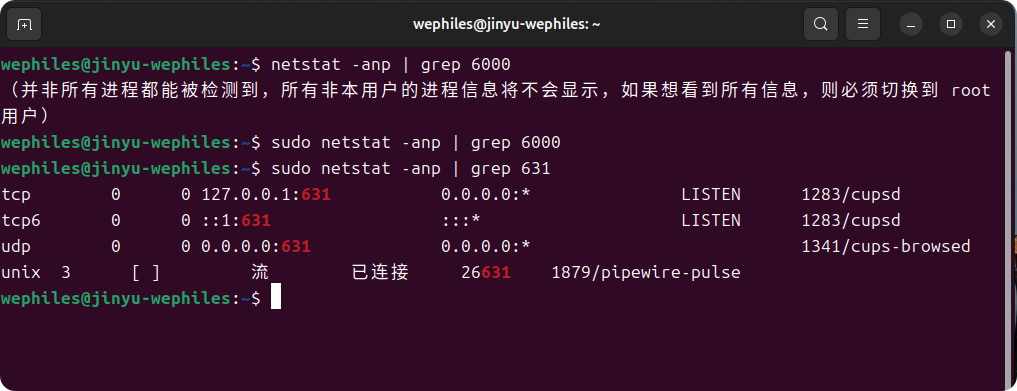 wephiles@jinyu-wephiles: ~
wephiles@jinyu-wephiles:~$ netstat -anp | grep 6000
（并非所有进程都能被检测到，所有非本用户的进程信息将不会显示，如果想看到所有信息，则必须切换到 root
用户）
wephiles@jinyu-wephiles:~$ sudo netstat -anp | grep 6000
wephiles@jinyu-wephiles:~$ sudo netstat -anp | grep 631
tcp        0      0 127.0.0.1:631           0.0.0.0:*               LISTEN      1283/cupsd
tcp6       0      0 ::1:631                 :::*                    LISTEN      1283/cupsd
udp        0      0 0.0.0.0:631             0.0.0.0:*                           1341/cups-browsed
unix  3      [ ]         流        已连接     26631    1879/pipewire-pulse
wephiles@jinyu-wephiles:~$